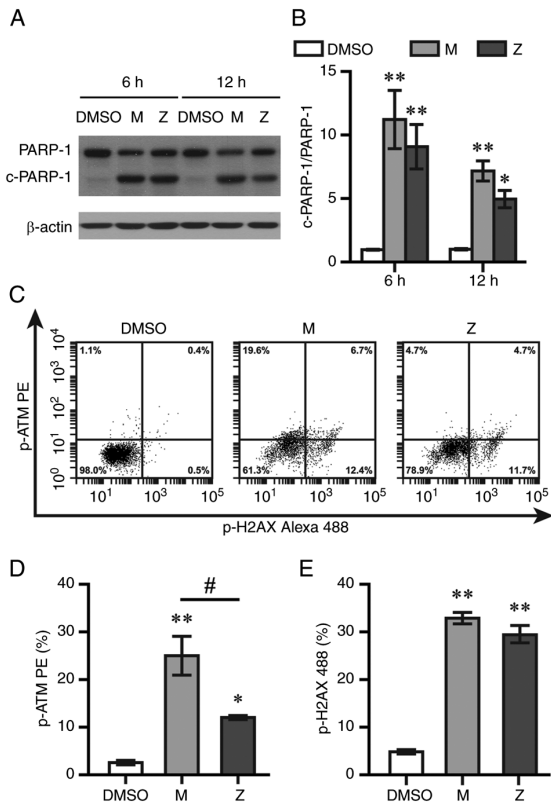 A
6 h
12 h
DMSO M Z DMSO M Z
PARP-1
c-PARP-1
β-actin
B
DMSO M Z
c-PARP-1/PARP-1
15
10
5
0
**
**
**
*
6 h
12 h
C
DMSO
M
Z
p-ATM PE
10⁴
10³
10²
10¹
10⁰
1.1% 0.4%
98.0% 0.5%
19.6% 6.7%
61.3% 12.4%
4.7% 4.7%
78.9% 11.7%
10¹ 10³ 10⁵
10¹ 10³ 10⁵
10¹ 10³ 10⁵
p-H2AX Alexa 488
D
p-ATM PE (%)
40
30
20
10
0
#
**
*
DMSO M Z
E
p-H2AX 488 (%)
40
30
20
10
0
**
**
DMSO M Z